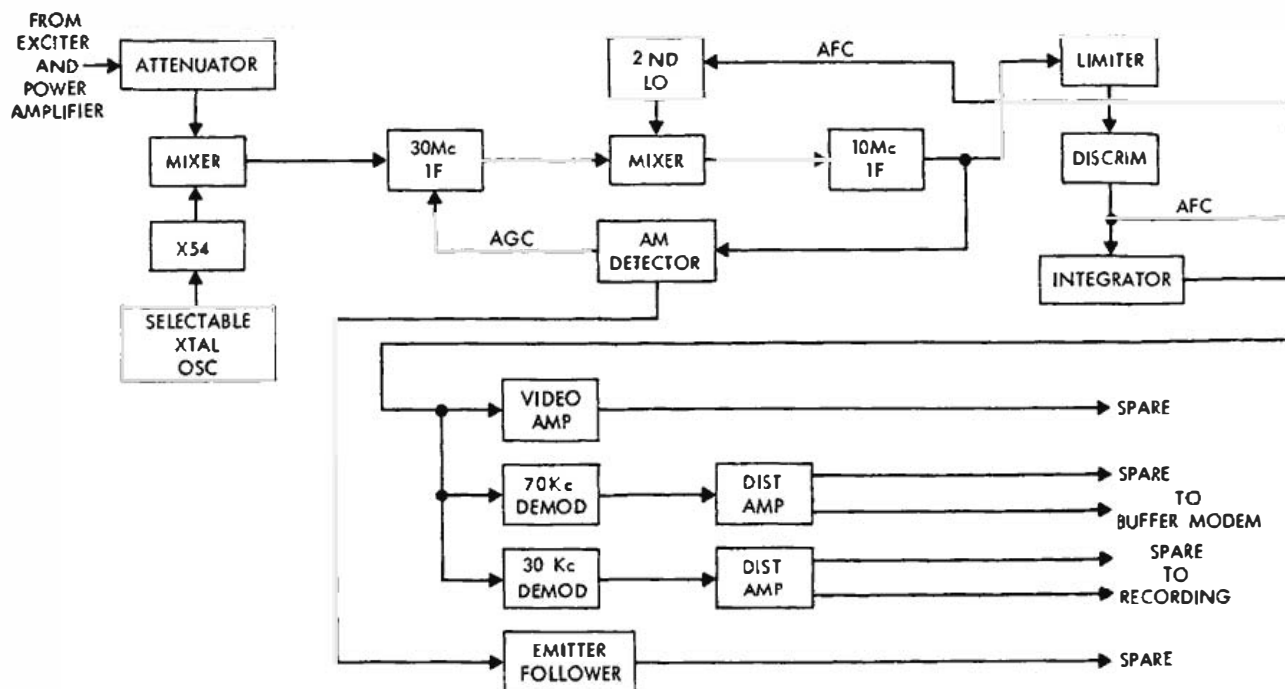 FROM
EXCITER
AND
POWER
AMPLIFIER
ATTENUATOR
MIXER
X54
SELECTABLE
XTAL
OSC
30Mc
1F
2 ND
LO
MIXER
10Mc
1F
AFC
LIMITER
DISCRIM
AFC
INTEGRATOR
AGC
AM
DETECTOR
VIDEO
AMP
SPARE
70Kc
DEMOD
DIST
AMP
SPARE
TO
BUFFER MODEM
30 Kc
DEMOD
DIST
AMP
SPARE
TO
RECORDING
EMITTER
FOLLOWER
SPARE